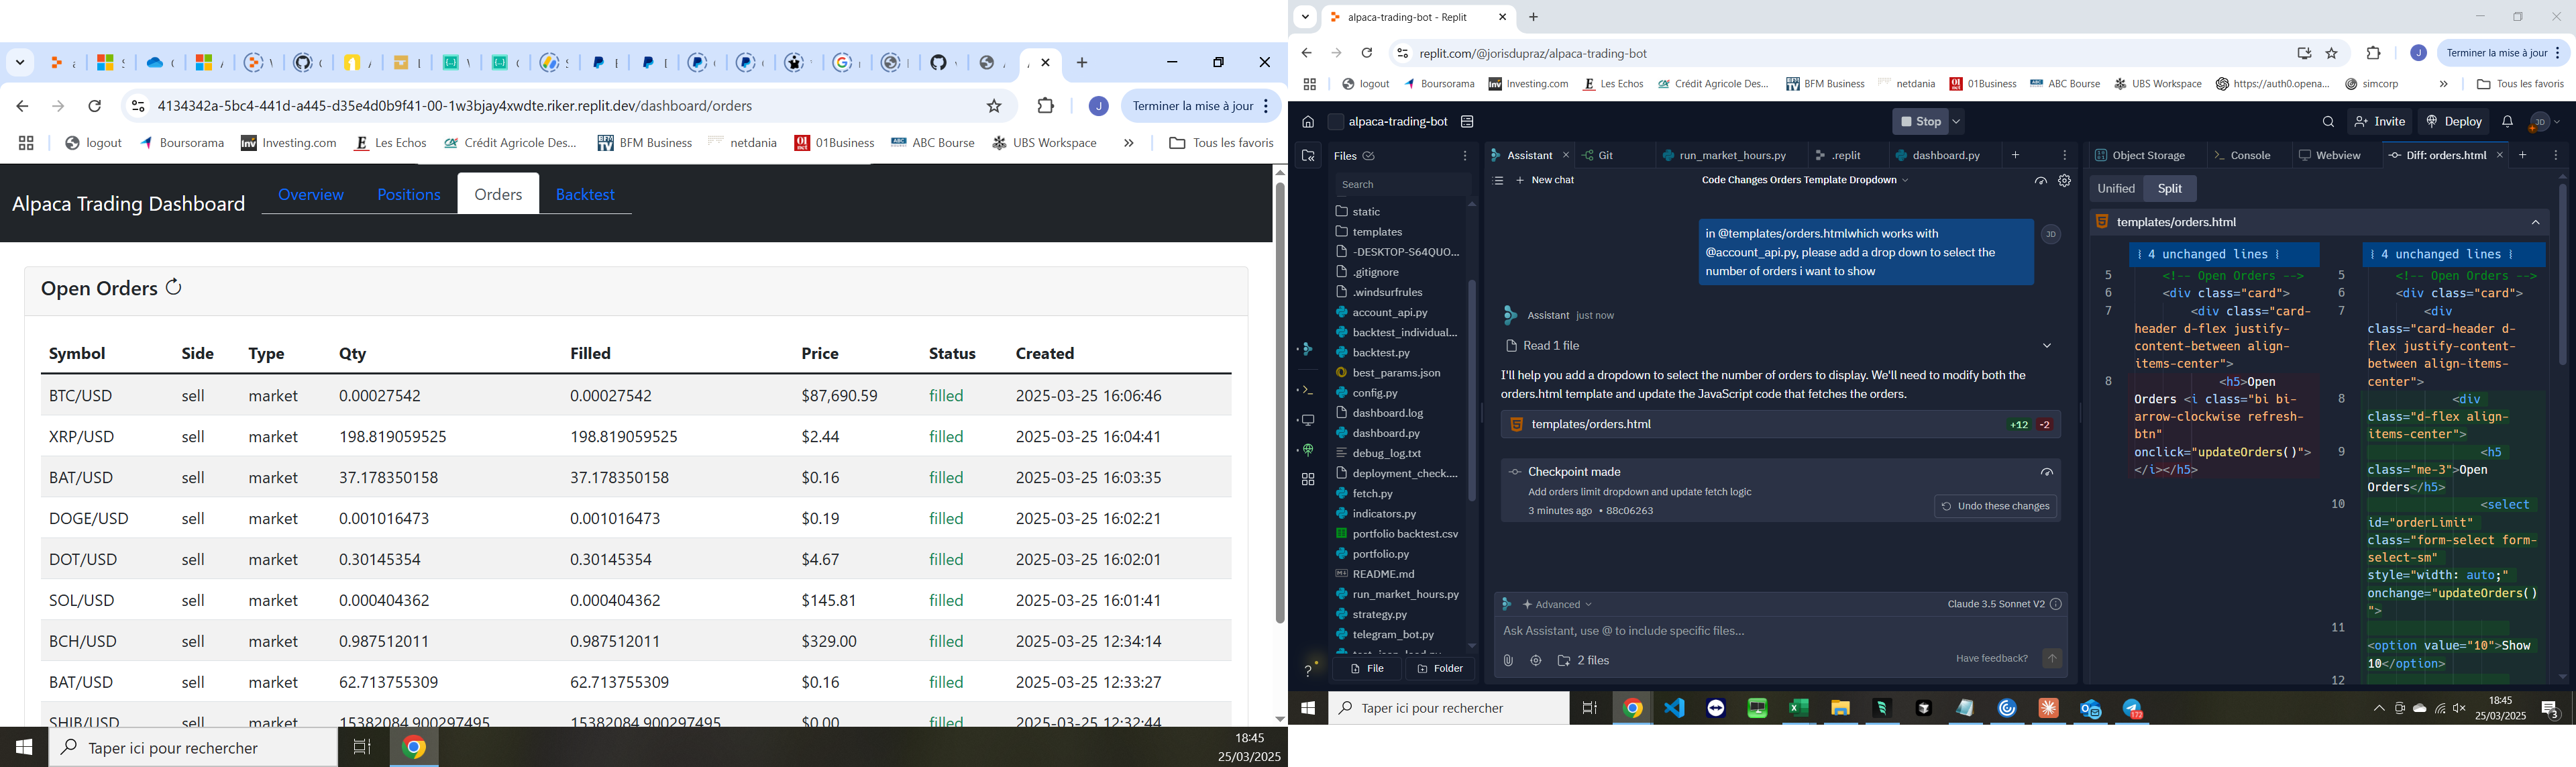 4134342a-5bc4-441d-a445-d35e4d0b9f41-00-1w3bjay4xwdte.riker.replit.dev/dashboard/orders
J
Terminer la mise à jour
logout
Boursorama
Investing.com
Les Echos
Crédit Agricole Des...
BFM Business
netdania
01Business
ABC Bourse
UBS Workspace
»
Tous les favoris
Alpaca Trading Dashboard
Overview
Positions
Orders
Backtest
Open Orders
Symbol Side Type Qty Filled Price Status Created
BTC/USD sell market 0.00027542 0.00027542 $87,690.59 filled 2025-03-25 16:06:46
XRP/USD sell market 198.819059525 198.819059525 $2.44 filled 2025-03-25 16:04:41
BAT/USD sell market 37.178350158 37.178350158 $0.16 filled 2025-03-25 16:03:35
DOGE/USD sell market 0.001016473 0.001016473 $0.19 filled 2025-03-25 16:02:21
DOT/USD sell market 0.30145354 0.30145354 $4.67 filled 2025-03-25 16:02:01
SOL/USD sell market 0.000404362 0.000404362 $145.81 filled 2025-03-25 16:01:41
BCH/USD sell market 0.987512011 0.987512011 $329.00 filled 2025-03-25 12:34:14
BAT/USD sell market 62.713755309 62.713755309 $0.16 filled 2025-03-25 12:33:27
SHIB/USD sell market 15382084.900297495 15382084.900297495 $0.00 filled 2025-03-25 12:32:44
Taper ici pour rechercher
18:45
25/03/2025
alpaca-trading-bot - Replit
replit.com/@jorisdupraz/alpaca-trading-bot
J
Terminer la mise à jour
logout
Boursorama
Investing.com
Les Echos
Crédit Agricole Des...
BFM Business
netdania
01Business
ABC Bourse
UBS Workspace
https://auth0.opena...
simcorp
»
Tous les favoris
alpaca-trading-bot
Stop
Invite
Deploy
JD
Files
Search
static
templates
-DESKTOP-S64QUO...
.gitignore
.windsurfrules
account_api.py
backtest_individual...
backtest.py
best_params.json
config.py
dashboard.log
dashboard.py
debug_log.txt
deployment_check....
fetch.py
indicators.py
portfolio backtest.csv
portfolio.py
README.md
run_market_hours.py
strategy.py
telegram_bot.py
File
Folder
Assistant
Git
run_market_hours.py
.replit
dashboard.py
New chat
Code Changes Orders Template Dropdown
in @templates/orders.htmlwhich works with
@account_api.py, please add a drop down to select the
number of orders i want to show
JD
Assistant just now
Read 1 file
I'll help you add a dropdown to select the number of orders to display. We'll need to modify both the
orders.html template and update the JavaScript code that fetches the orders.
templates/orders.html
+12 -2
Checkpoint made
Add orders limit dropdown and update fetch logic
3 minutes ago • 88c06263
Undo these changes
Advanced
Claude 3.5 Sonnet V2
Ask Assistant, use @ to include specific files...
2 files
Have feedback?
Object Storage
Console
Webview
Diff: orders.html
Unified
Split
templates/orders.html
4 unchanged lines
5 <!-- Open Orders -->
6 <div class="card">
7 <div class="card-
header d-flex justify-
content-between align-
items-center">
8 <h5>Open
Orders <i class="bi bi-
arrow-clockwise refresh-
btn"
onclick="updateOrders()">
</i></h5>
4 unchanged lines
5 <!-- Open Orders -->
6 <div class="card">
7 <div
class="card-header d-
flex justify-content-
between align-items-
center">
8 <div
class="d-flex align-
items-center">
9 <h5
class="me-3">Open
Orders</h5>
10 <select
id="orderLimit"
class="form-select form-
select-sm"
style="width: auto;"
onchange="updateOrders()
">
11
<option value="10">Show
10</option>
12
Taper ici pour rechercher
172
18:45
25/03/2025
3